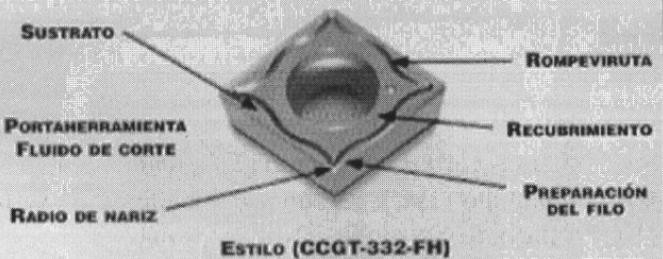 SUSTRATO
ROMPEVIRUTA
PORTAHERRAMIENTA
FLUIDO DE CORTE
RECUBRIMIENTO
RADIO DE NARIZ
PREPARACIÓN
DEL FILO
ESTILO (CCGT-332-FH)